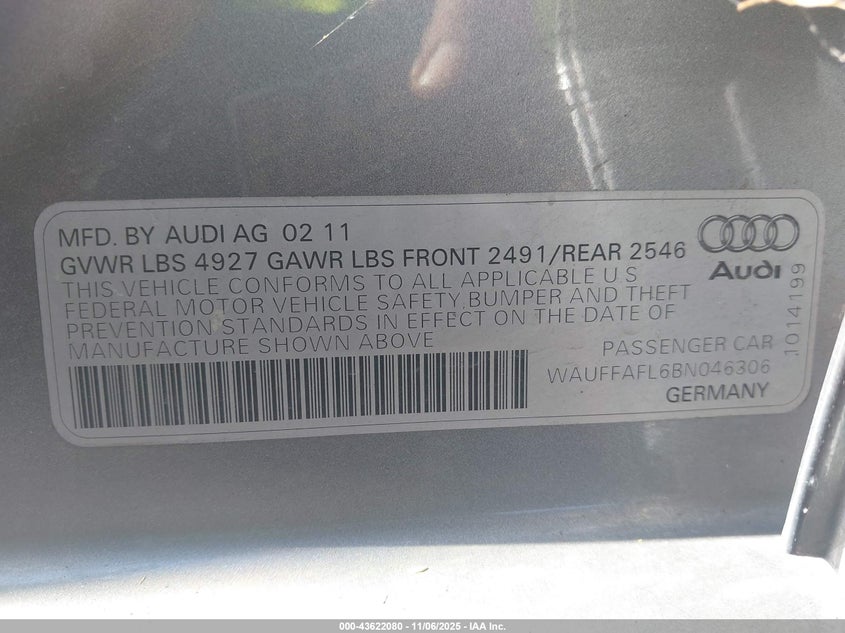 MFD. BY AUDI AG 02 11
GVWR LBS 4927 GAWR LBS FRONT 2491/REAR 2546
THIS VEHICLE CONFORMS TO ALL APPLICABLE U.S
FEDERAL MOTOR VEHICLE SAFETY,BUMPER AND THEFT
PREVENTION STANDARDS IN EFFECT ON THE DATE OF
MANUFACTURE SHOWN ABOVE
Audi
1014199
PASSENGER CAR
WAUFFAFL6BN046306
GERMANY
000-43622080 - 11/06/2025 - IAA Inc.